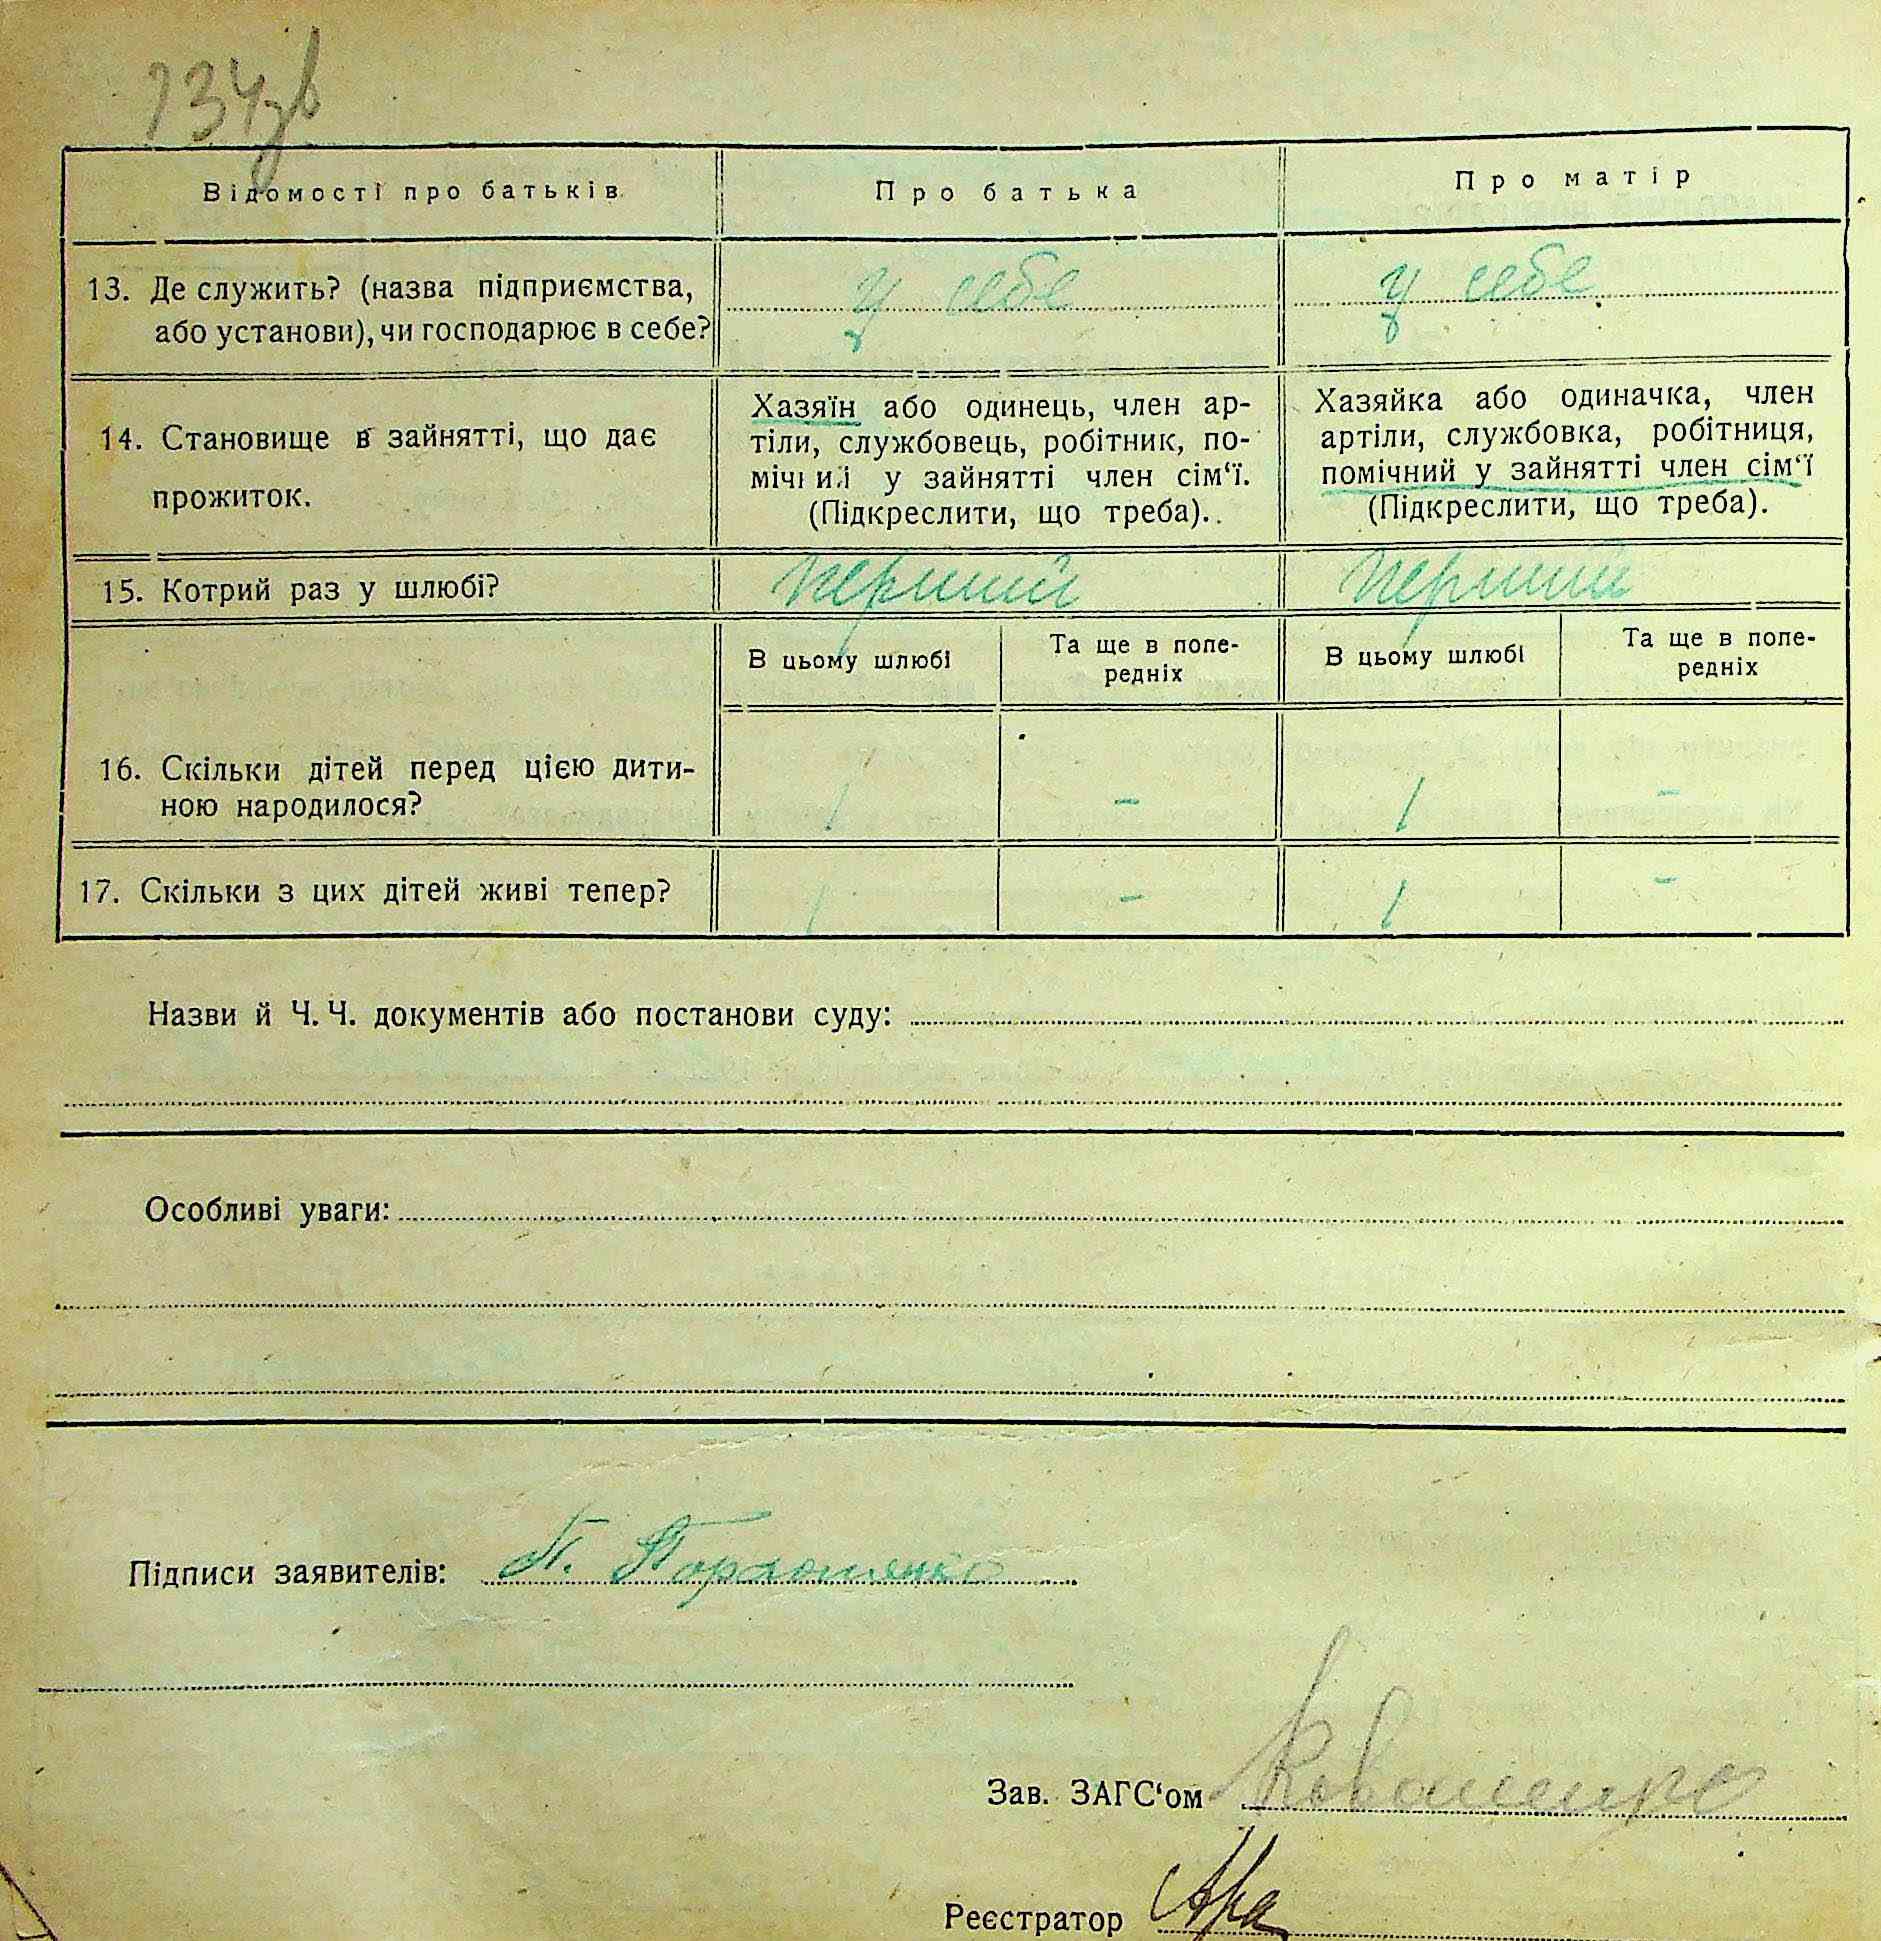 134зв
Відомості про батьків. Про батька Про матір
13. Де служить? (назва підприємства, у себе у себе
або установи), чи господарює в себе?
14. Становище в зайнятті, що дає
прожиток.
Хазяїн або одинець, член ар-
тіли, службовець, робітник, по-
мічний у зайнятті член сім‘ї.
(Підкреслити, що треба).
Хазяйка або одиначка, член
артіли, службовка, робітниця,
помічний у зайнятті член сім‘ї
(Підкреслити, що треба).
15. Котрий раз у шлюбі? перший перший
В цьому шлюбі Та ще в попе-
редніх
В цьому шлюбі Та ще в попе-
редніх
16. Скільки дітей перед цією дити-
ною народилося? 1 - 1 -
17. Скільки з цих дітей живі тепер? 1 - 1 -
Назви й Ч. Ч. документів або постанови суду:
Особливі уваги:
Підписи заявителів: П.
Зав. ЗАГС‘ом
Реєстратор